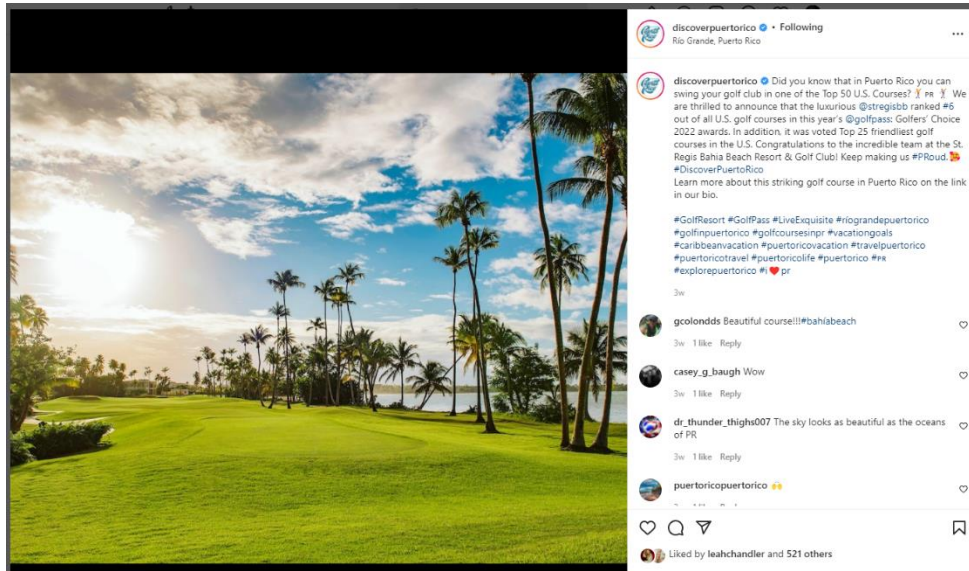 discoverpuertorico • Following
Río Grande, Puerto Rico
discoverpuertorico Did you know that in Puerto Rico you can
swing your golf club in one of the Top 50 U.S. Courses? 🏌 PR 🏌 We
are thrilled to announce that the luxurious @stregisbb ranked #6
out of all U.S. golf courses in this year's @golfpass: Golfers' Choice
2022 awards. In addition, it was voted Top 25 friendliest golf
courses in the U.S. Congratulations to the incredible team at the St.
Regis Bahia Beach Resort & Golf Club! Keep making us #PRoud. 🥰
#DiscoverPuertoRico
Learn more about this striking golf course in Puerto Rico on the link
in our bio.
#GolfResort #GolfPass #LiveExquisite #ríograndepuertorico
#golfinpuertorico #golfcoursesinpr #vacationgoals
#caribbeanvacation #puertoricovacation #travelpuertorico
#puertoricotravel #puertoricolife #puertorico #PR
#explorepuertorico #i❤️pr
3w
gcolondds Beautiful course!!!#bahíabeach
3w 1 like Reply
casey_g_baugh Wow
3w 1 like Reply
dr_thunder_thighs007 The sky looks as beautiful as the oceans
of PR
3w 1 like Reply
puertoricopuertorico 🙌
Liked by leahchandler and 521 others